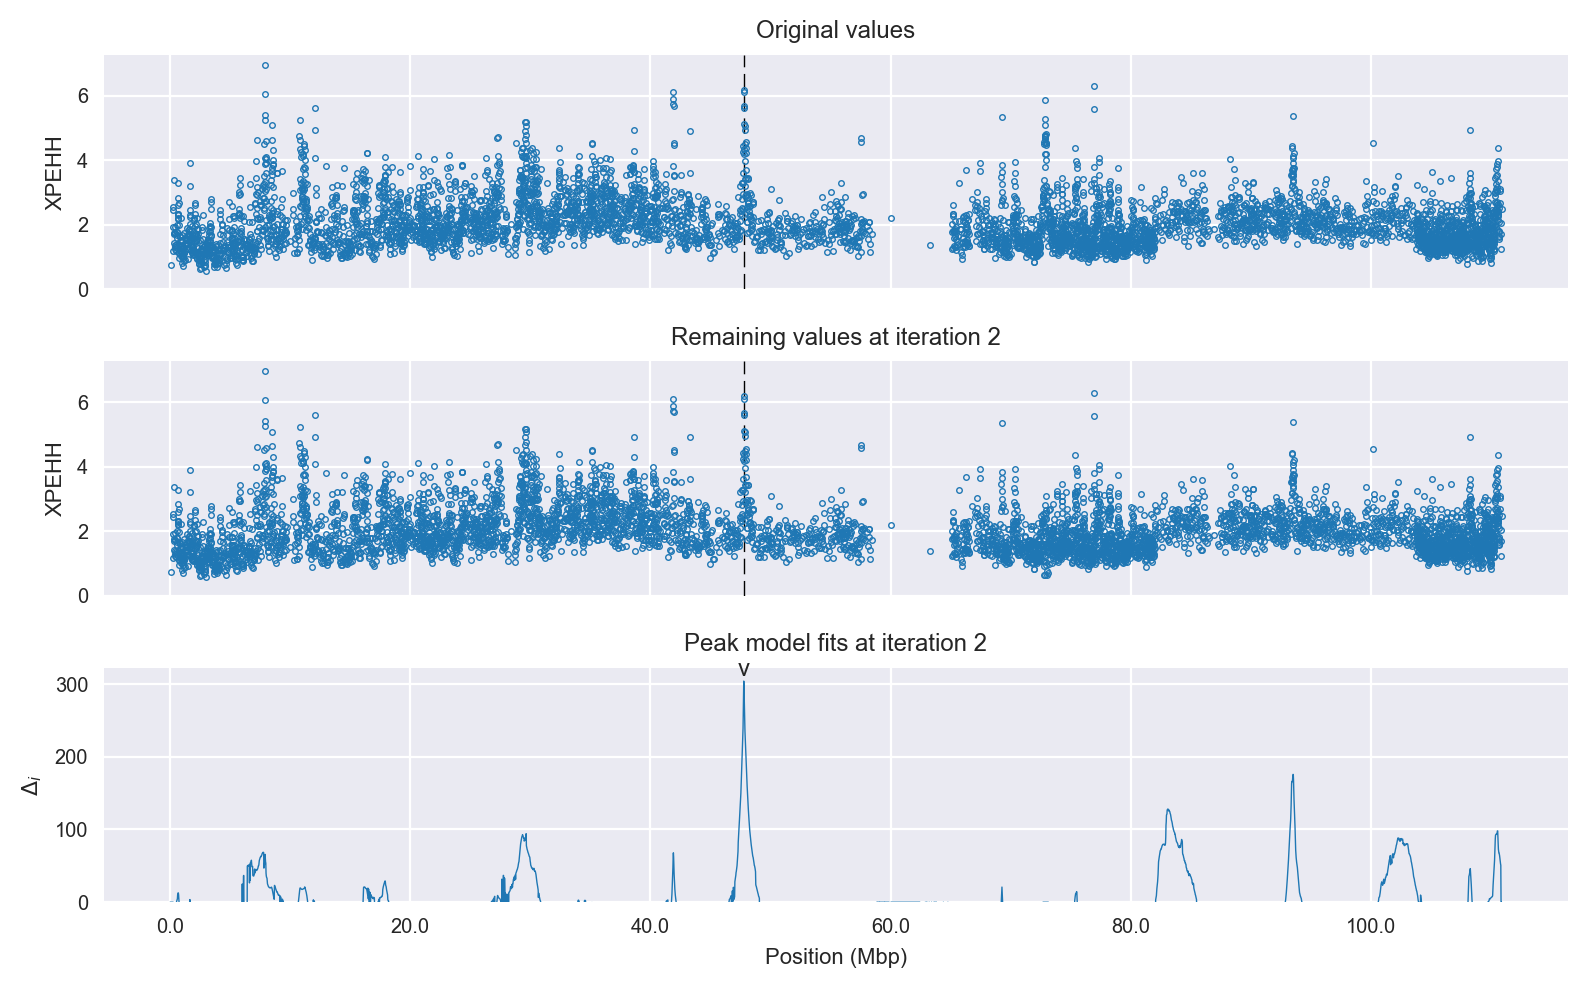 Original values
6
4
2
0
XPEHH
Remaining values at iteration 2
6
4
2
0
XPEHH
Peak model fits at iteration 2
v
300
200
100
0
Δi
0.0 20.0 40.0 60.0 80.0 100.0
Position (Mbp)